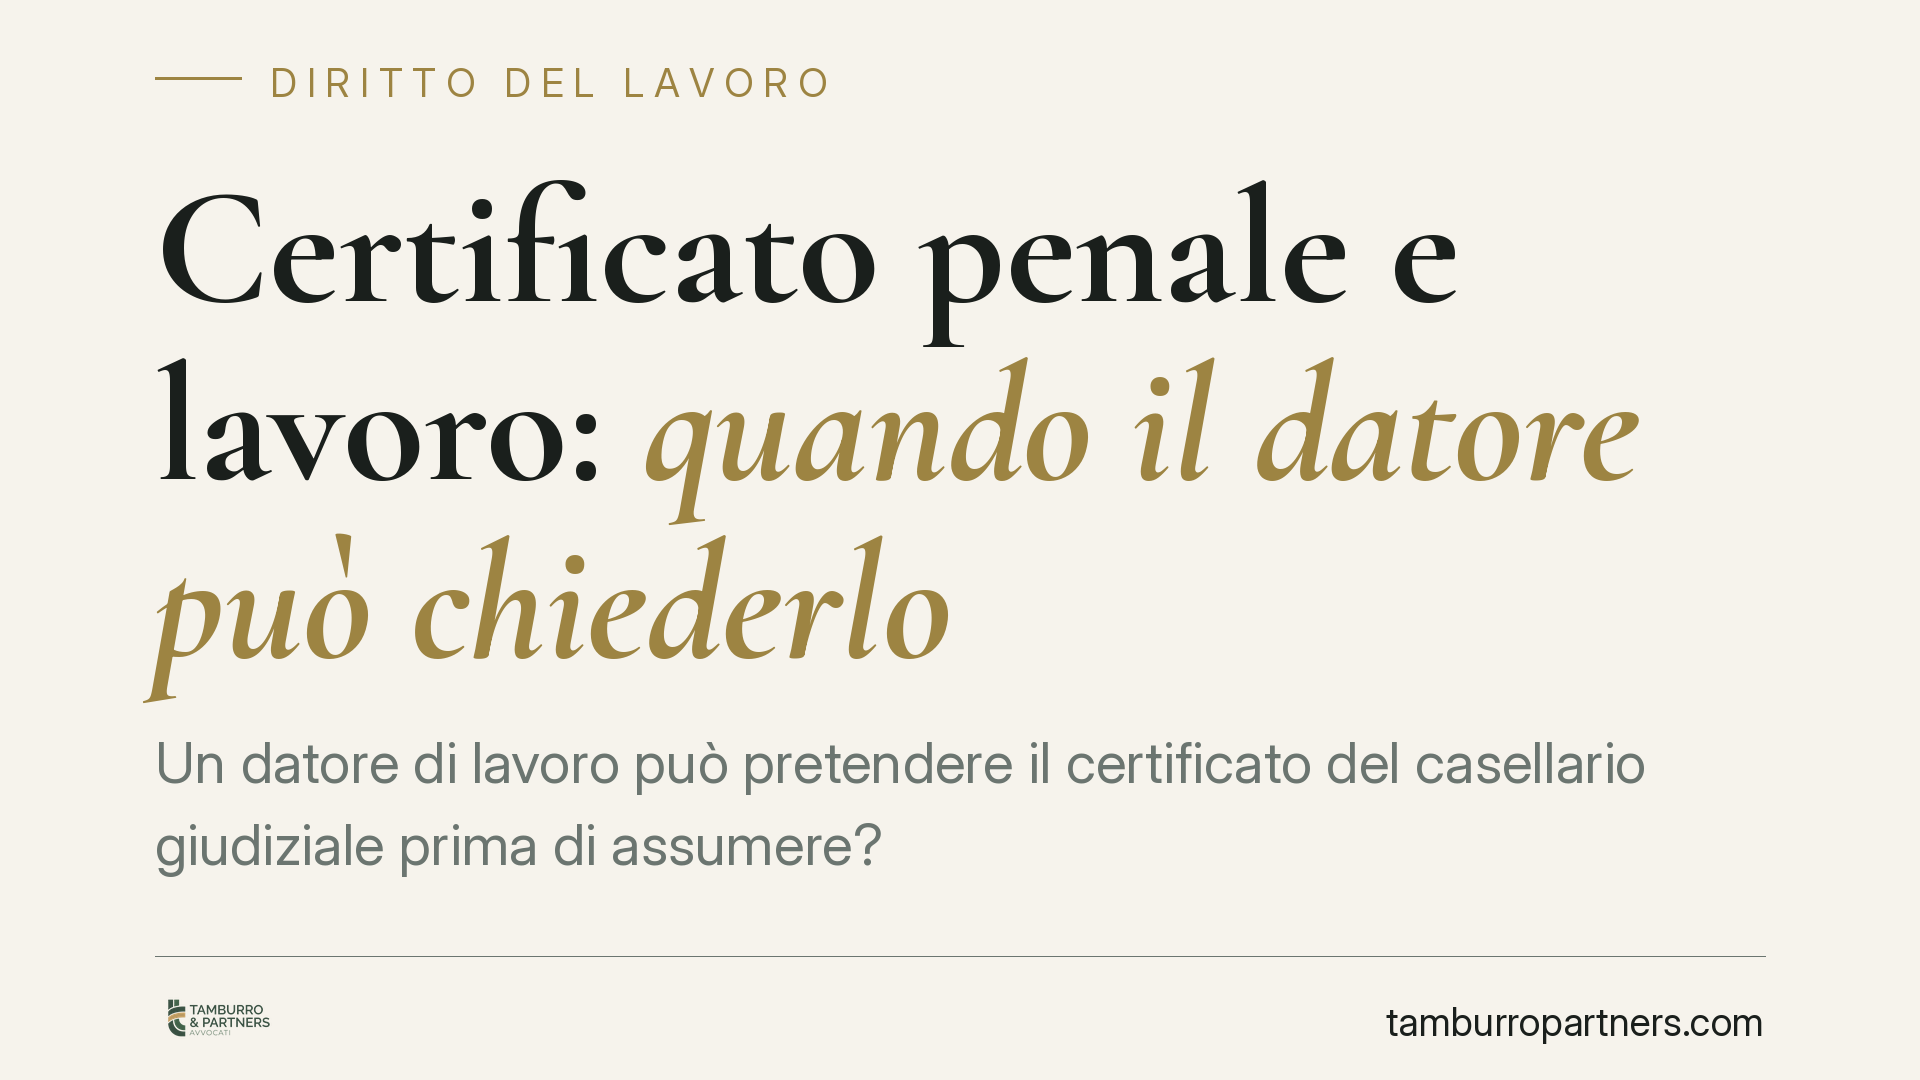 DIRITTO DEL LAVORO
Certificato penale e
lavoro: quando il datore
può chiederlo
Un datore di lavoro può pretendere il certificato del casellario
giudiziale prima di assumere?
TAMBURRO
& PARTNERS
AVVOCATI
tamburropartners.com